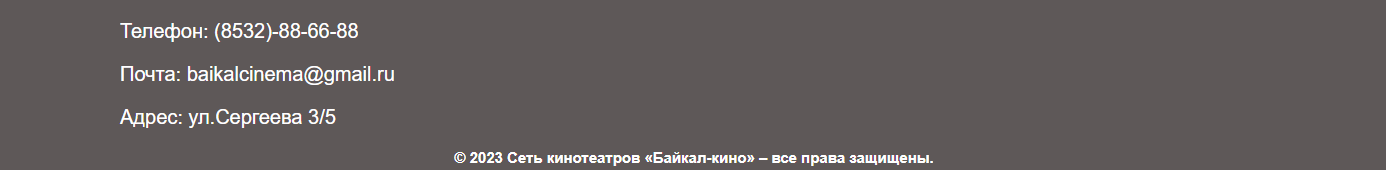 Телефон: (8532)-88-66-88
Почта: baikalcinema@gmail.ru
Адрес: ул.Сергеева 3/5
© 2023 Сеть кинотеатров «Байкал-кино» – все права защищены.